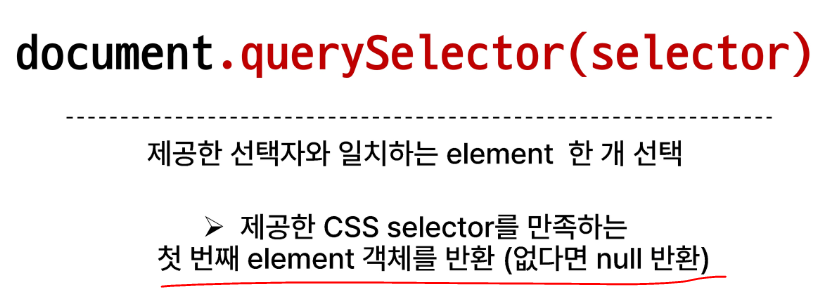 document.querySelector(selector)
제공한 선택자와 일치하는 element 한 개 선택
➢ 제공한 CSS selector를 만족하는
첫 번째 element 객체를 반환 (없다면 null 반환)